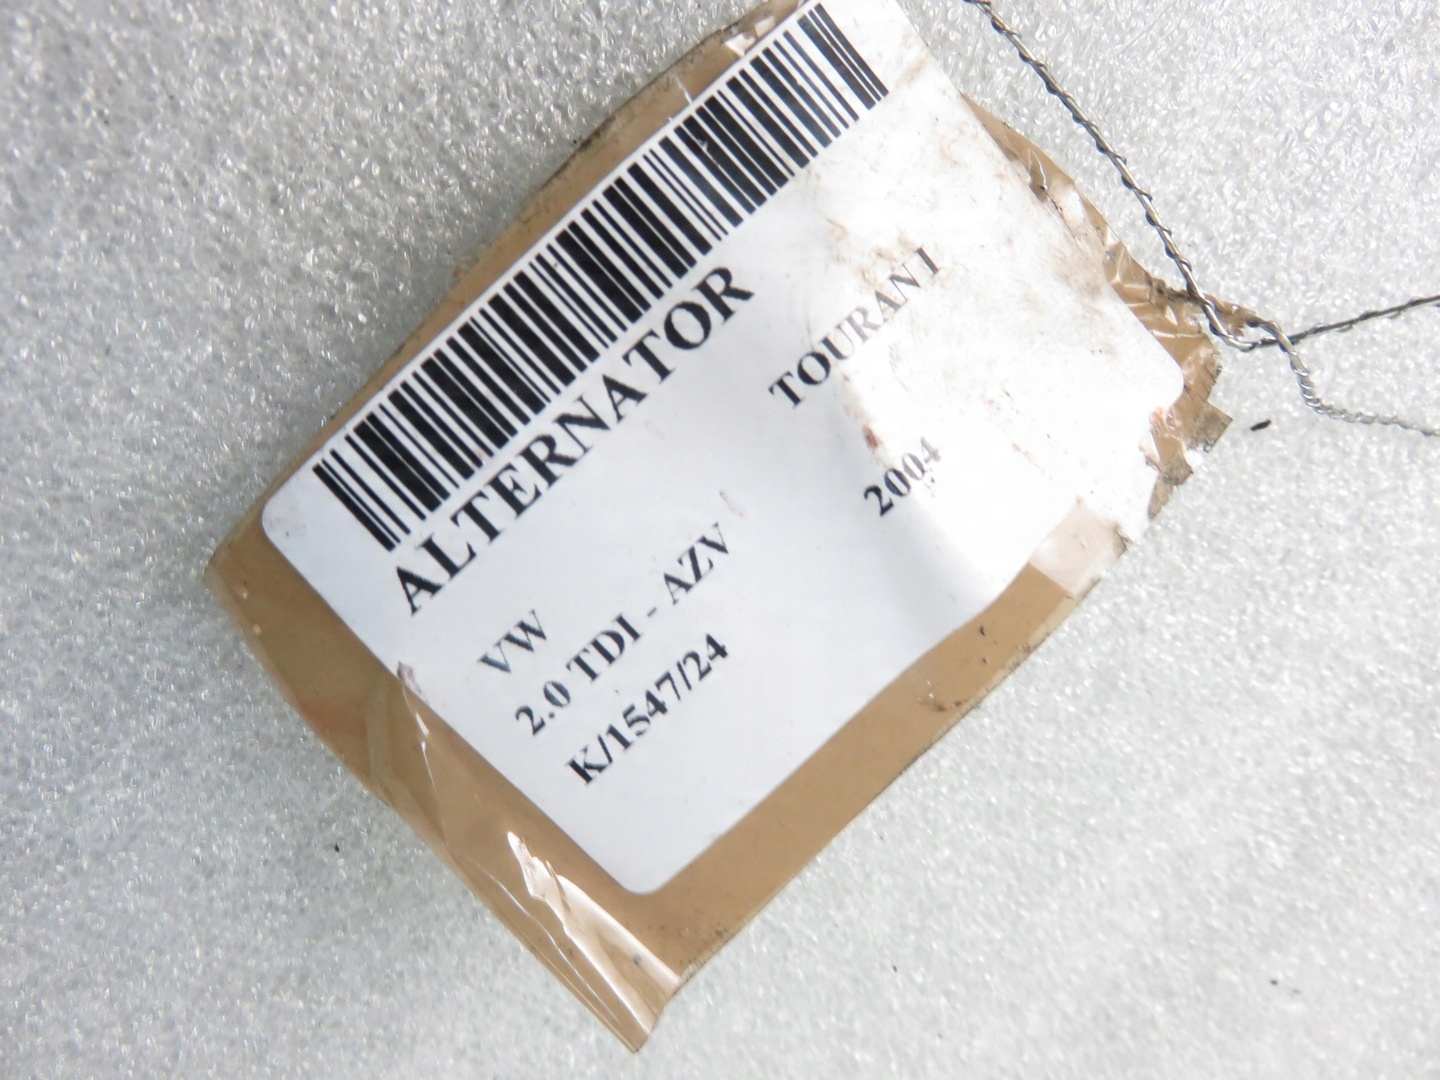 ALTERNATOR
VW TOURAN I
2.0 TDI - AZV 2004
K/1547/24